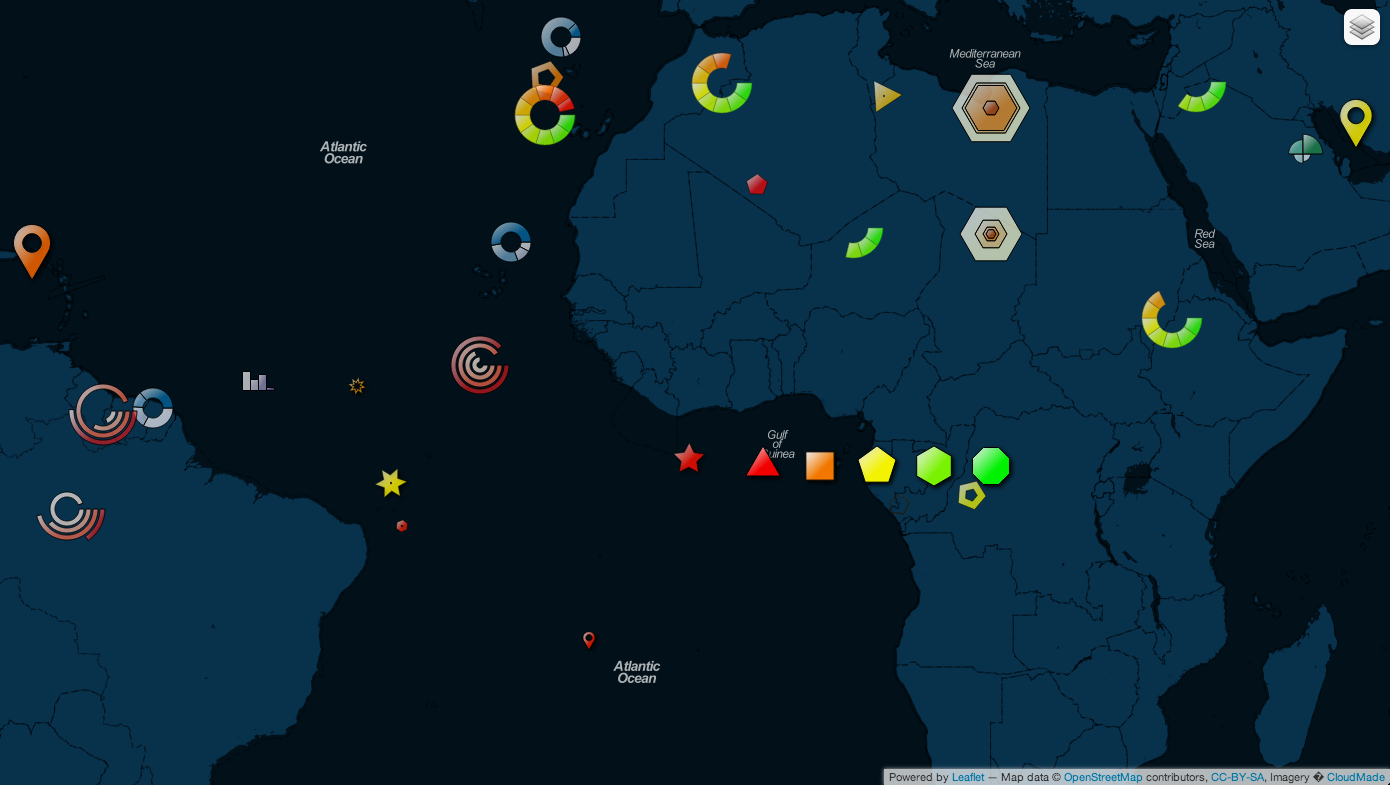 Mediterranean
Sea
Atlantic
Ocean
Red
Sea
Gulf
of
Atlantic
Ocean
Powered by Leaflet — Map data © OpenStreetMap contributors, CC-BY-SA, Imagery � CloudMade